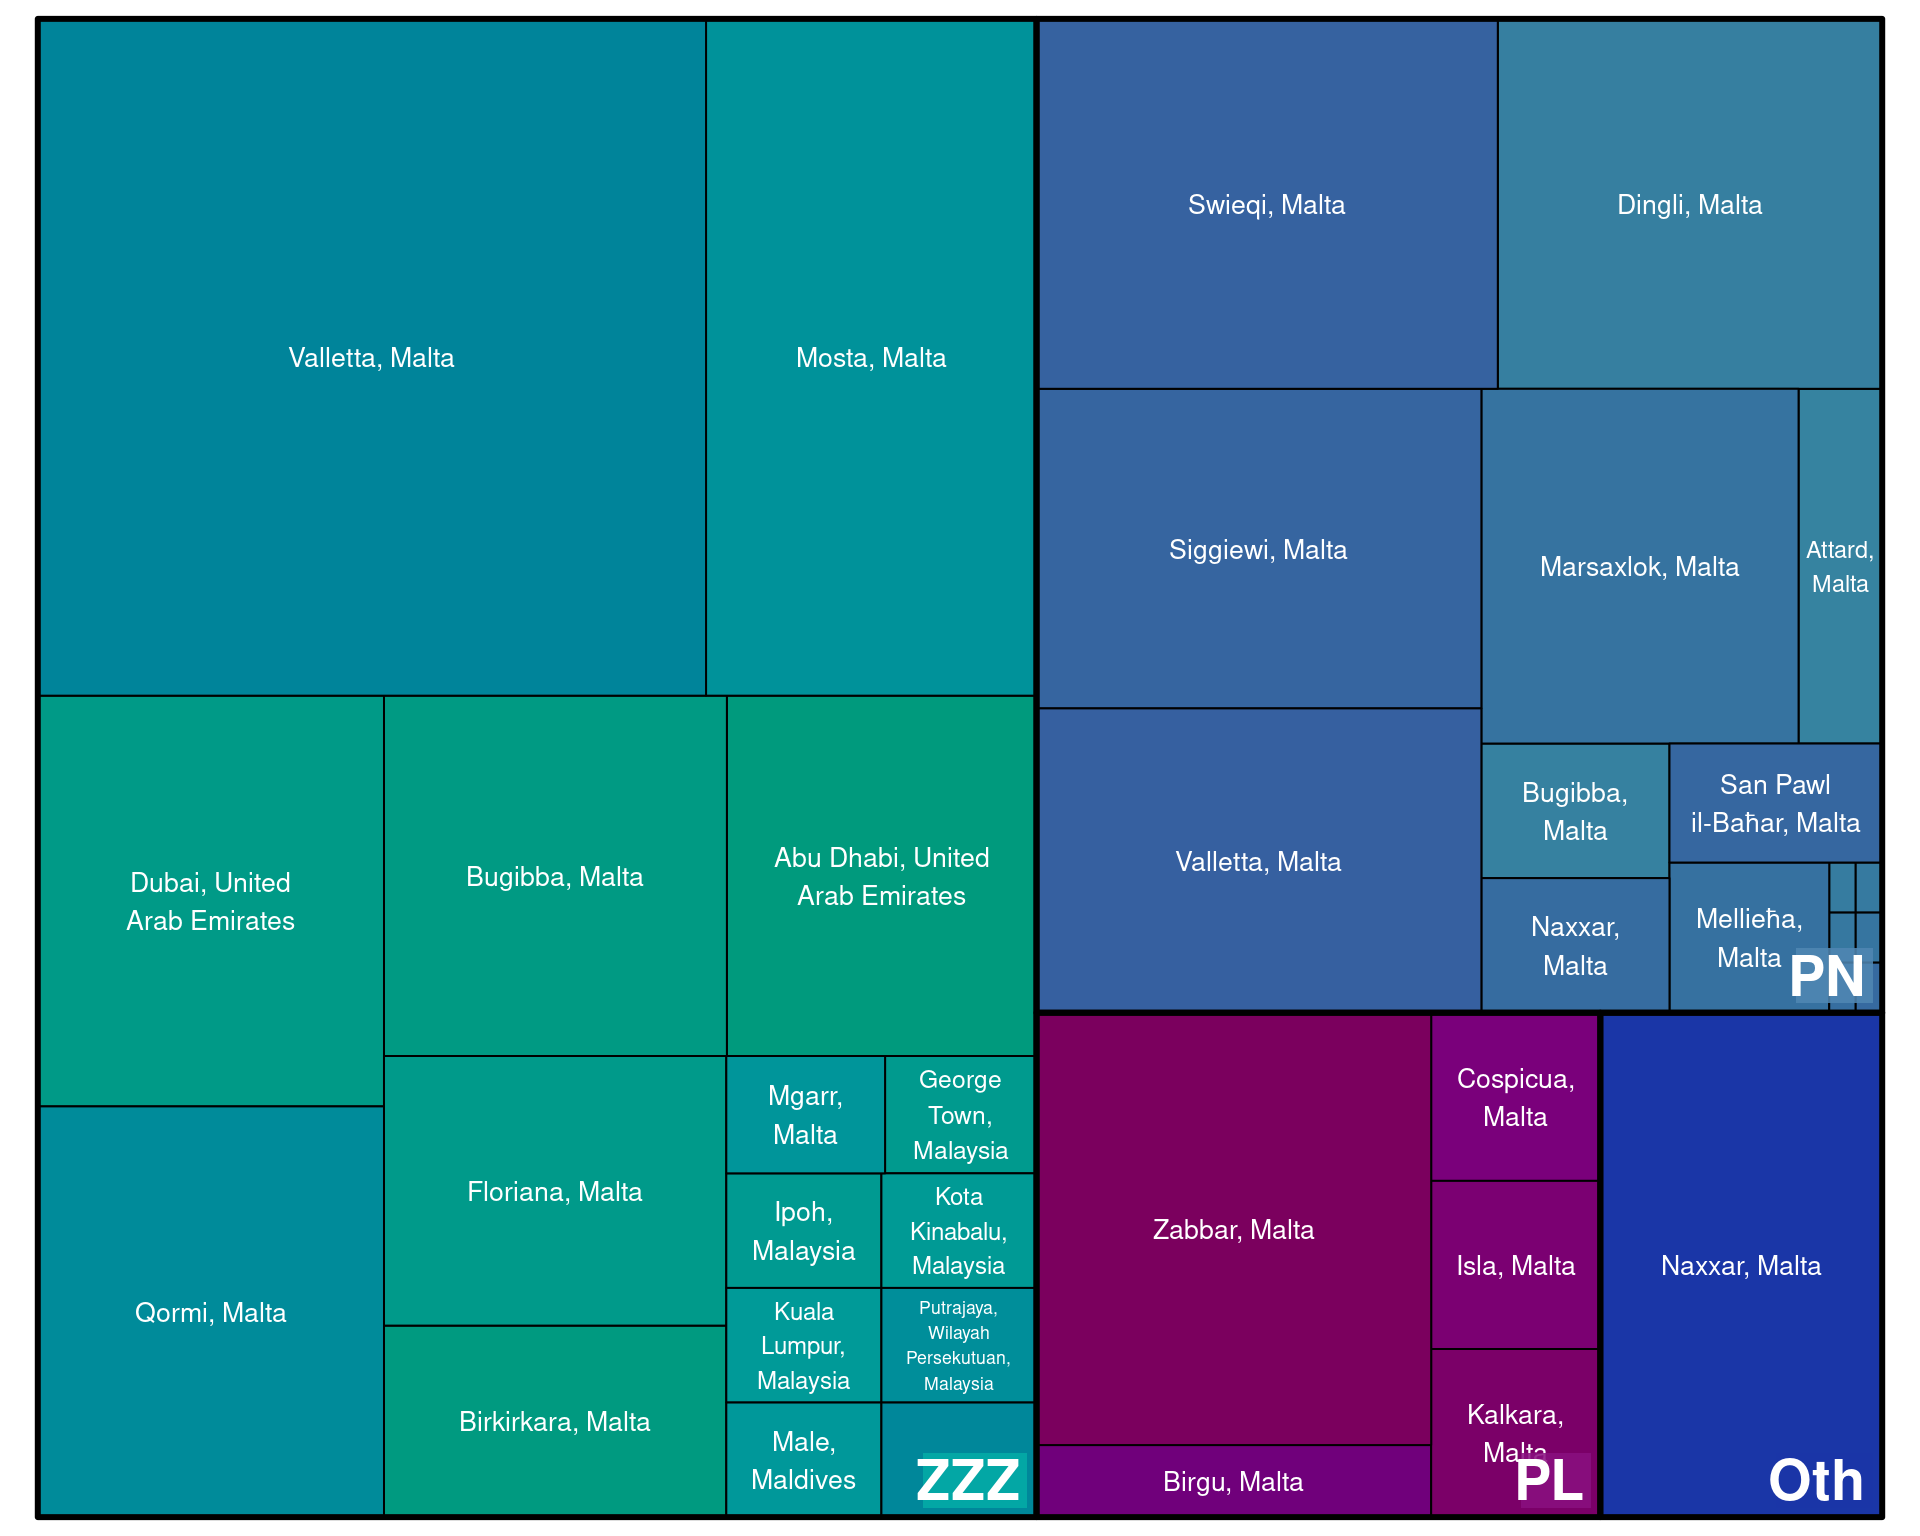 Valletta, Malta
Mosta, Malta
Dubai, United
Arab Emirates
Bugibba, Malta
Abu Dhabi, United
Arab Emirates
Qormi, Malta
Floriana, Malta
Birkirkara, Malta
Mgarr,
Malta
George
Town,
Malaysia
Ipoh,
Malaysia
Kota
Kinabalu,
Malaysia
Kuala
Lumpur,
Malaysia
Putrajaya,
Wilayah
Persekutuan,
Malaysia
Male,
Maldives
ZZZ
Swieqi, Malta
Dingli, Malta
Siggiewi, Malta
Marsaxlok, Malta
Attard,
Malta
Valletta, Malta
Bugibba,
Malta
San Pawl
il-Baħar, Malta
Naxxar,
Malta
Mellieħa,
Malta
PN
Zabbar, Malta
Cospicua,
Malta
Isla, Malta
Kalkara,
Malta
Birgu, Malta
PL
Naxxar, Malta
Oth